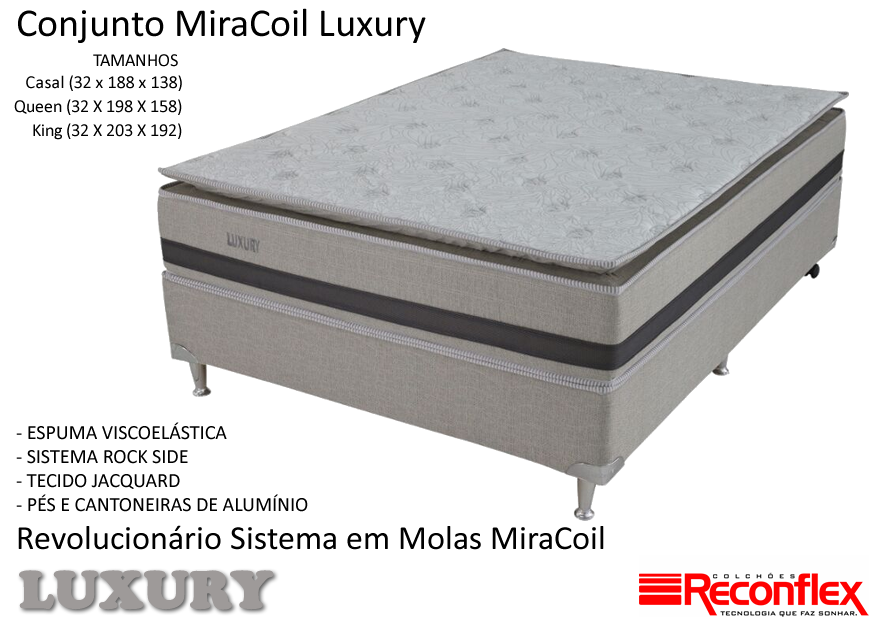 Conjunto MiraCoil Luxury
TAMANHOS
Casal (32 x 188 x 138)
Queen (32 X 198 X 158)
King (32 X 203 X 192)
LUXURY
- ESPUMA VISCOELÁSTICA
- SISTEMA ROCK SIDE
- TECIDO JACQUARD
- PÉS E CANTONEIRAS DE ALUMÍNIO
Revolucionário Sistema em Molas MiraCoil
LUXURY
COLCHÕES
RECONFLEX
TECNOLOGIA QUE FAZ SONHAR.